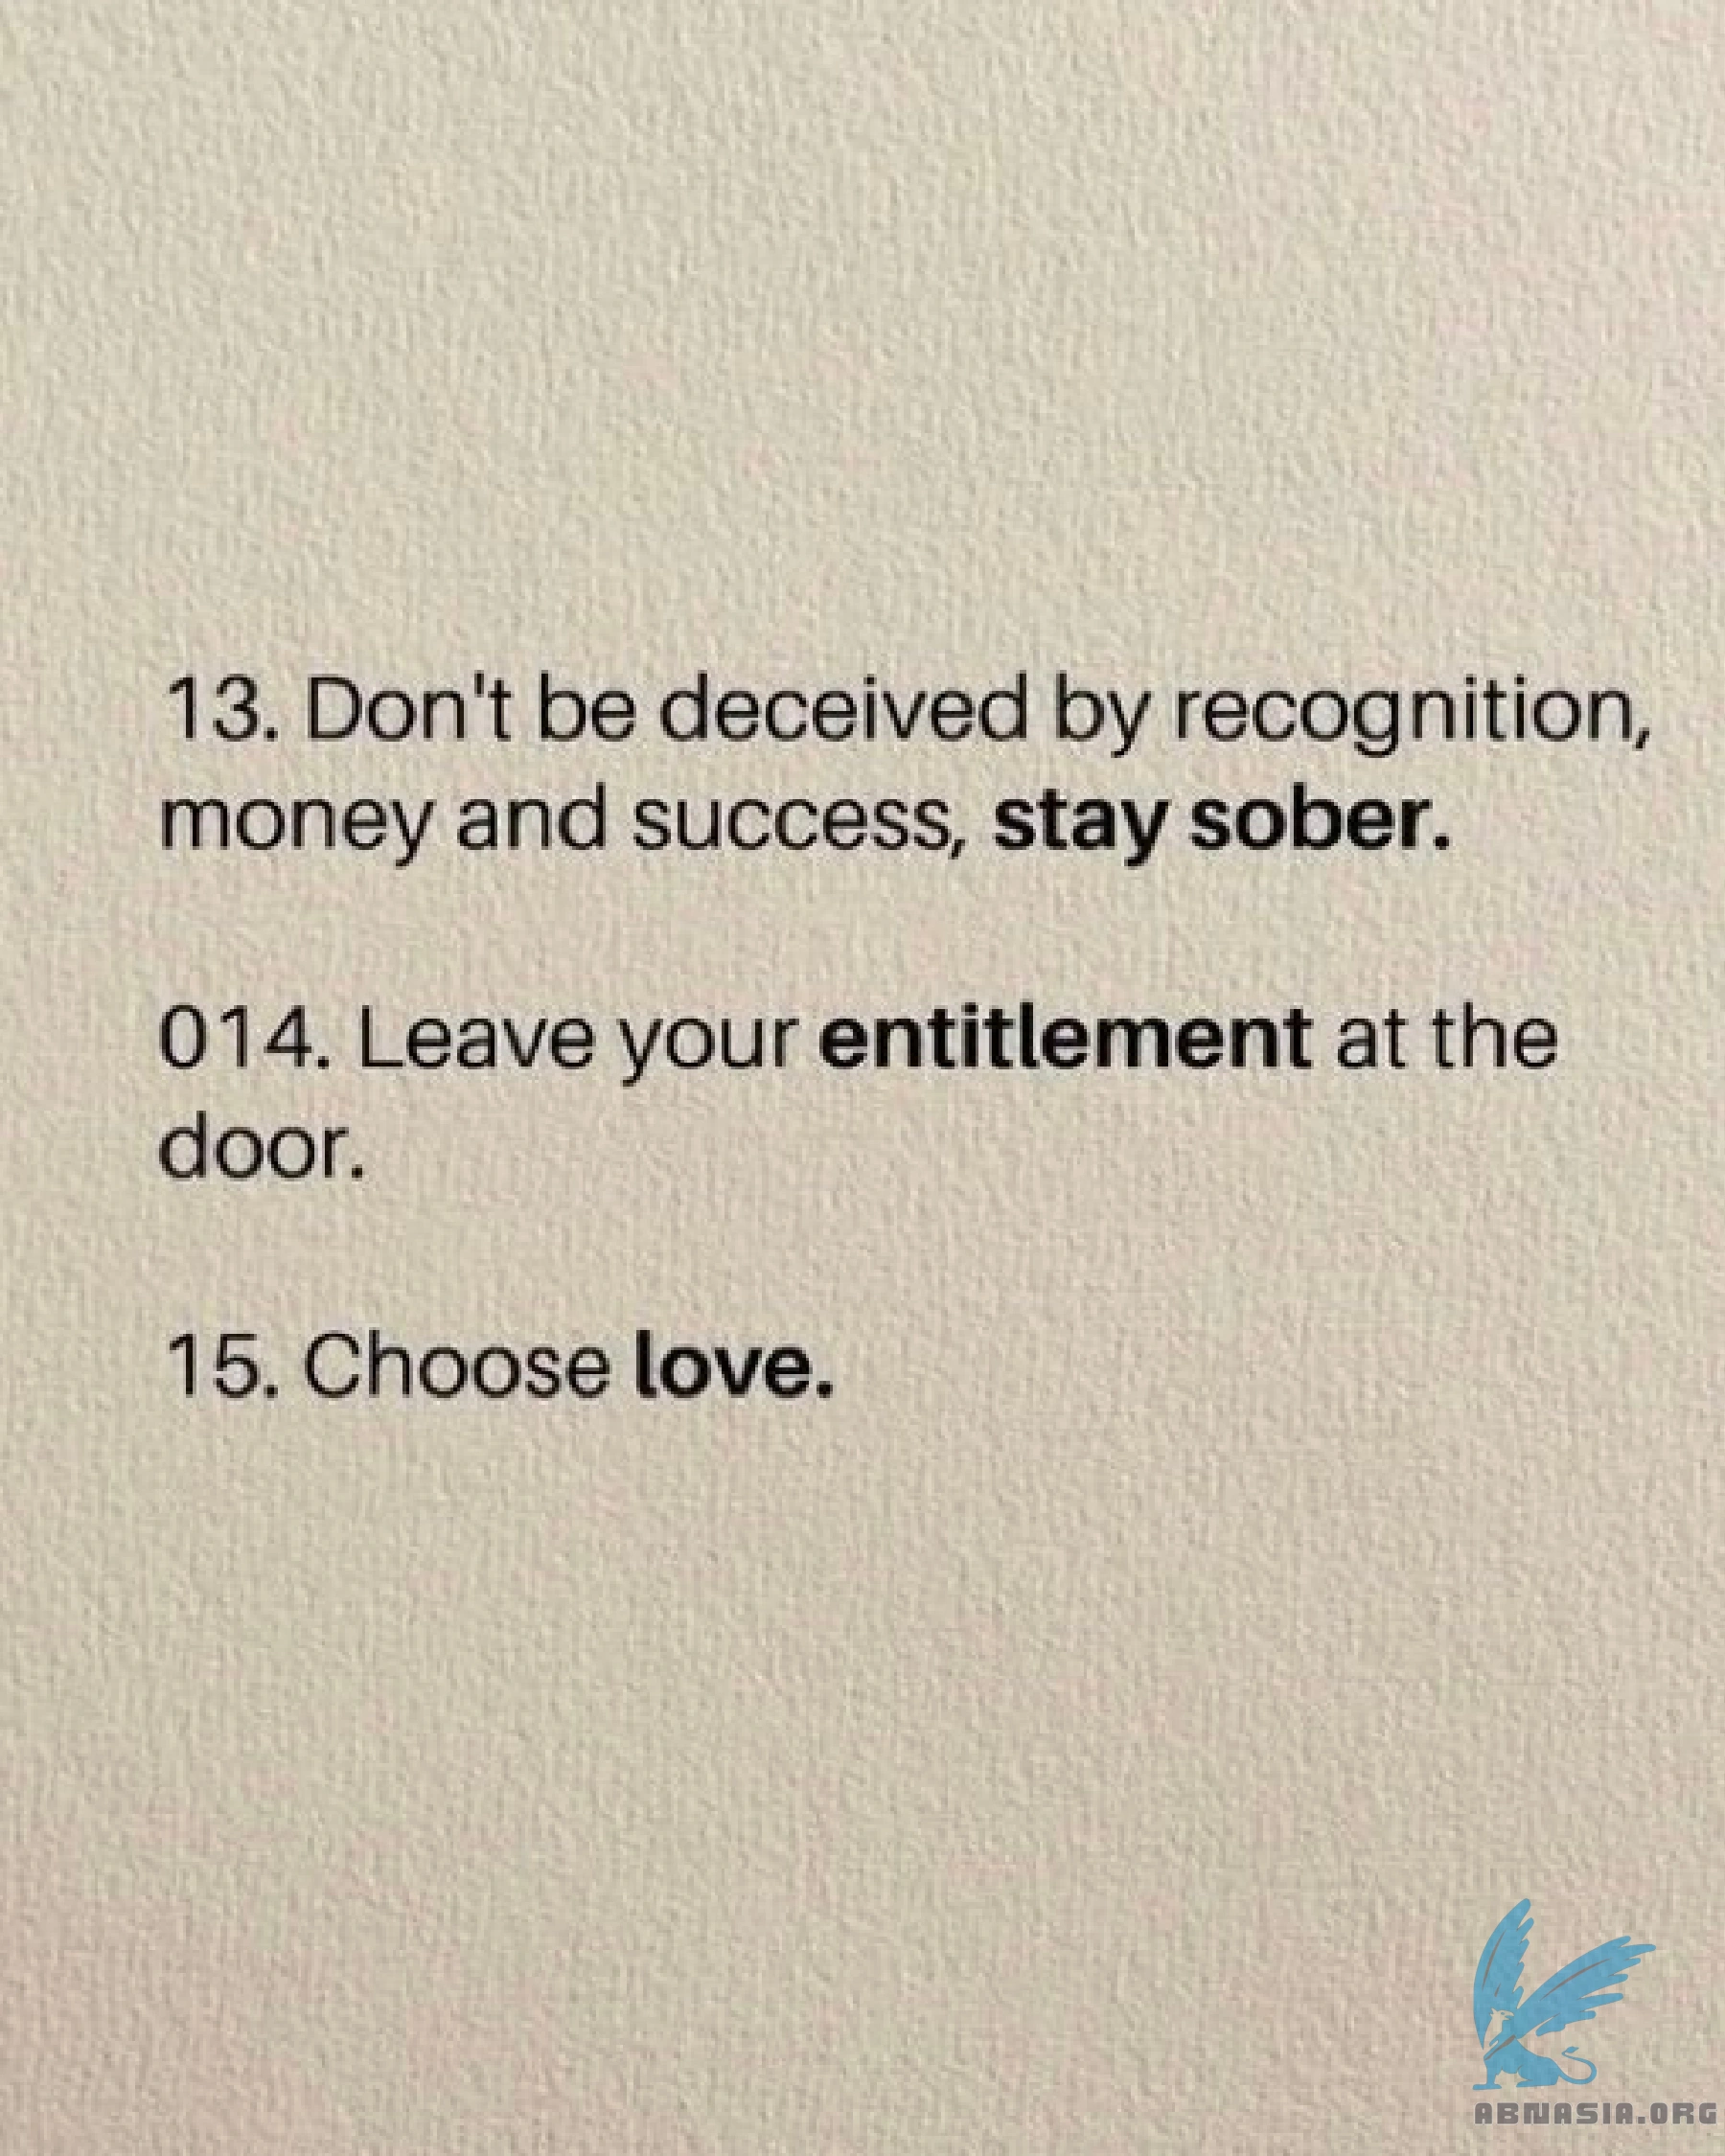 13. Don't be deceived by recognition,
money and success, stay sober.
014. Leave your entitlement at the
door.
15. Choose love.
ABNASIA.ORG